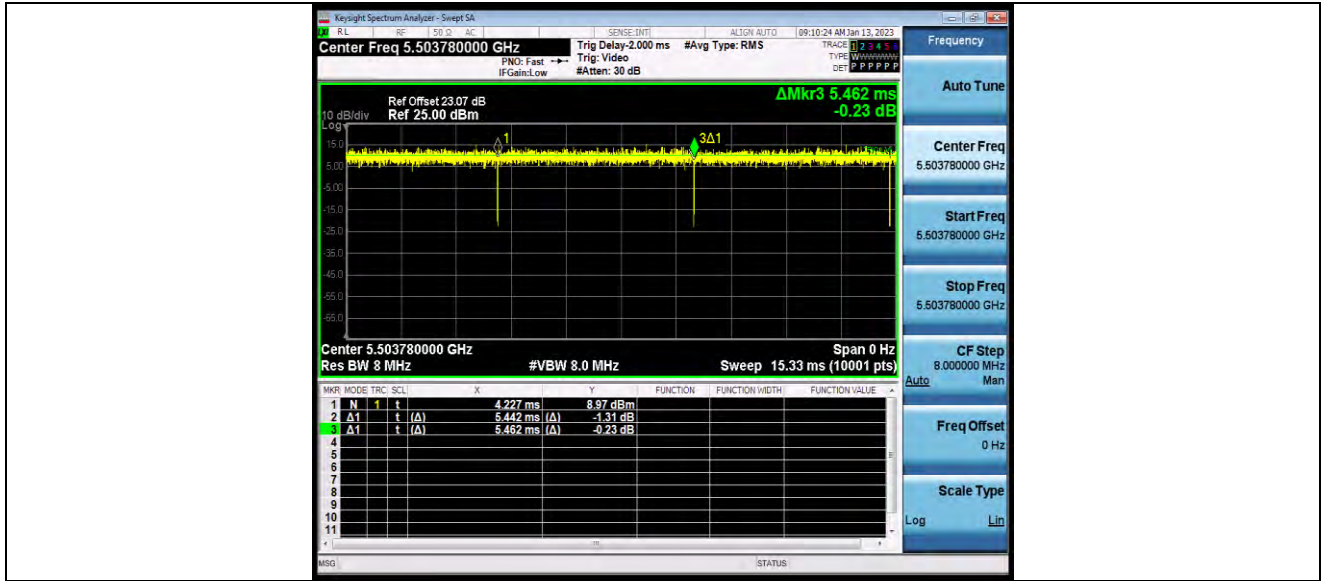 Keysight Spectrum Analyzer - Swept SA
RL RF 50 Ω AC SENSE:INT ALIGN AUTO 09:10:24 AM Jan 13, 2023
Center Freq 5.503780000 GHz
PNO: Fast
IFGain:Low
Trig Delay-2.000 ms
Trig: Video
#Atten: 30 dB
#Avg Type: RMS
TRACE 1 2 3 4 5 6
TYPE W
DET P P P P P P
Frequency
Auto Tune
Center Freq
5.503780000 GHz
Start Freq
5.503780000 GHz
Stop Freq
5.503780000 GHz
CF Step
8.000000 MHz
Auto Man
Freq Offset
0 Hz
Scale Type
Log Lin
ΔMkr3 5.462 ms
-0.23 dB
Ref Offset 23.07 dB
10 dB/div Ref 25.00 dBm
Log
1
3Δ1
15.0
5.00
-5.00
-15.0
-25.0
-35.0
-45.0
-55.0
-65.0
Center 5.503780000 GHz Span 0 Hz
Res BW 8 MHz #VBW 8.0 MHz Sweep 15.33 ms (10001 pts)
MKR MODE TRC SCL X Y FUNCTION FUNCTION WIDTH FUNCTION VALUE
1 N 1 t 4.227 ms 8.97 dBm
2 Δ1 t (Δ) 5.442 ms (Δ) -1.31 dB
3 Δ1 t (Δ) 5.462 ms (Δ) -0.23 dB
4
5
6
7
8
9
10
11
MSG STATUS